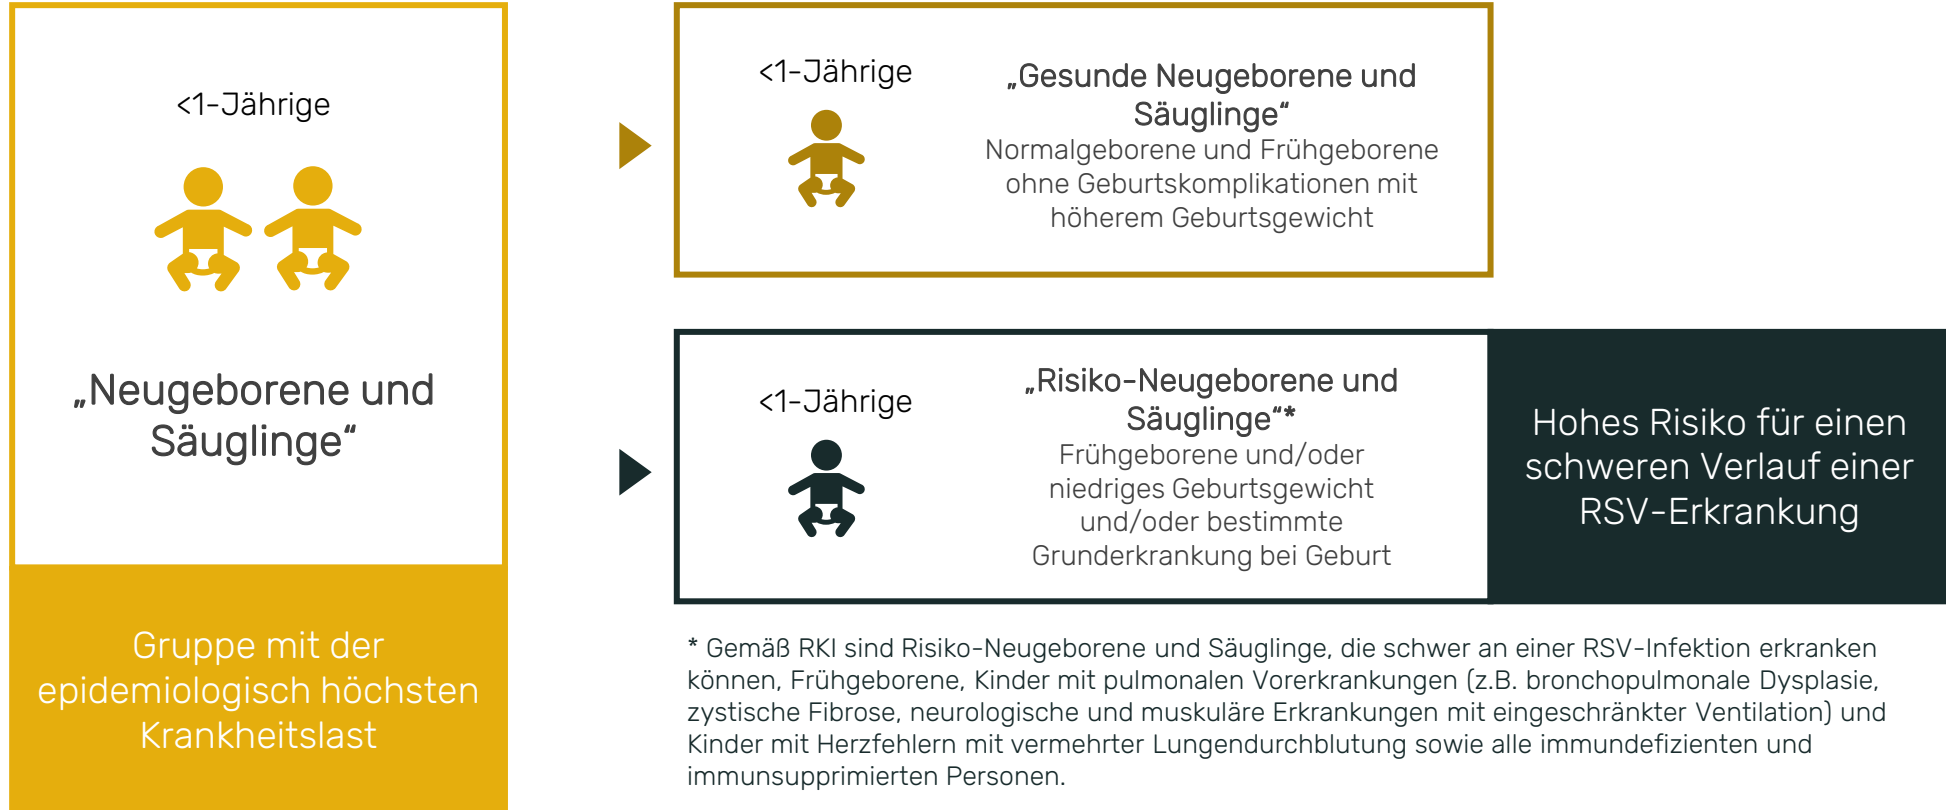 <1-Jährige
„Neugeborene und
Säuglinge“
Gruppe mit der
epidemiologisch höchsten
Krankheitslast
<1-Jährige
„Gesunde Neugeborene und
Säuglinge“
Normalgeborene und Frühgeborene
ohne Geburtskomplikationen mit
höherem Geburtsgewicht
<1-Jährige
„Risiko-Neugeborene und
Säuglinge“*
Frühgeborene und/oder
niedriges Geburtsgewicht
und/oder bestimmte
Grunderkrankung bei Geburt
Hohes Risiko für einen
schweren Verlauf einer
RSV-Erkrankung
* Gemäß RKI sind Risiko-Neugeborene und Säuglinge, die schwer an einer RSV-Infektion erkranken
können, Frühgeborene, Kinder mit pulmonalen Vorerkrankungen (z.B. bronchopulmonale Dysplasie,
zystische Fibrose, neurologische und muskuläre Erkrankungen mit eingeschränkter Ventilation) und
Kinder mit Herzfehlern mit vermehrter Lungendurchblutung sowie alle immundefizienten und
immunsupprimierten Personen.